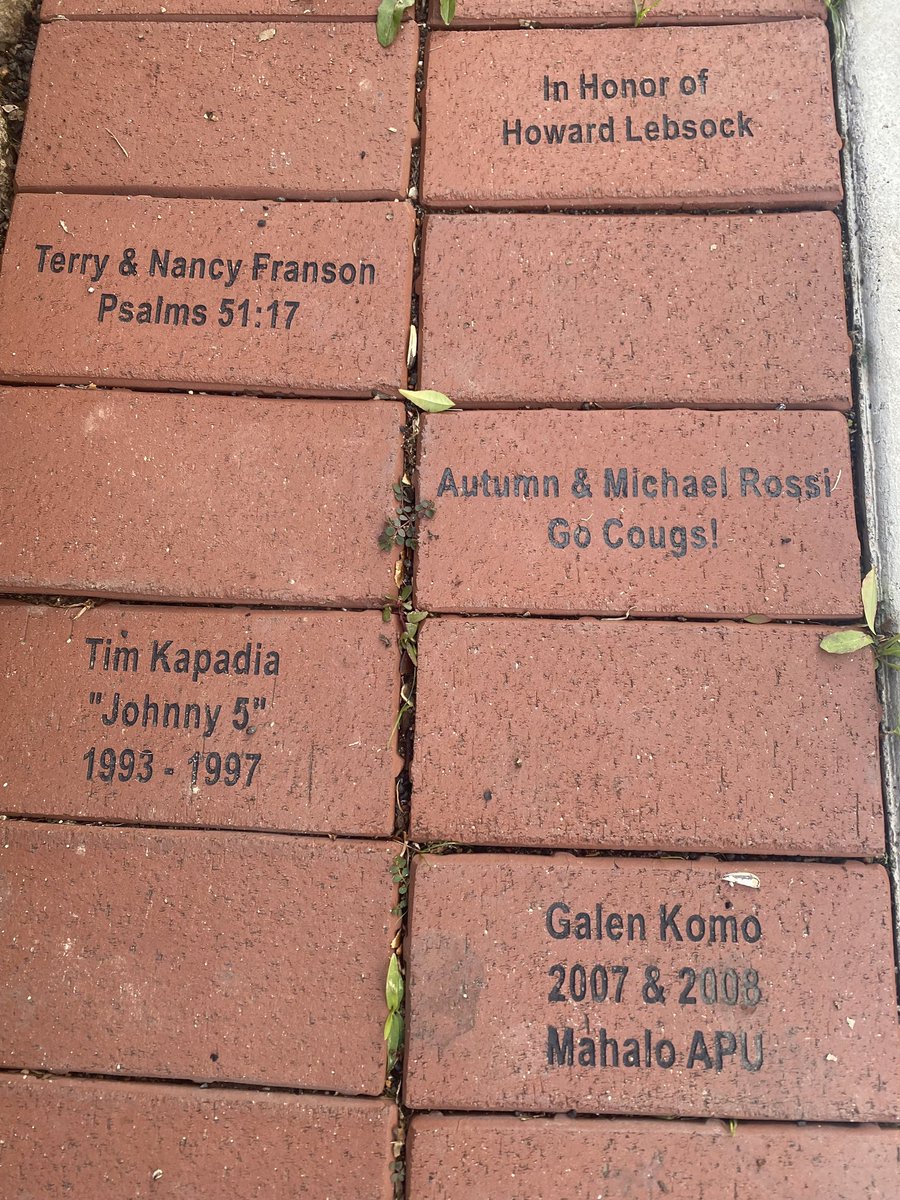 In Honor of
Howard Lebsock
Terry & Nancy Franson
Psalms 51:17
Autumn & Michael Rossi
Go Cougs!
Tim Kapadia
"Johnny 5"
1993 - 1997
Galen Komo
2007 & 2008
Mahalo APU